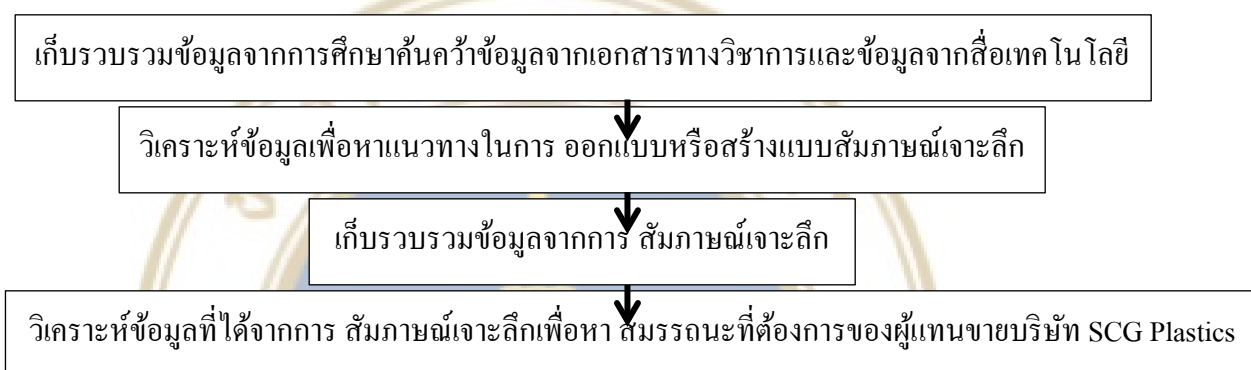 เก็บรวบรวมข้อมูลจากการศึกษาค้นคว้าข้อมูลจากเอกสารทางวิชาการและข้อมูลจากสื่อเทคโนโลยี
วิเคราะห์ข้อมูลเพื่อหาแนวทางในการ ออกแบบหรือสร้างแบบสัมภาษณ์เจาะลึก
เก็บรวบรวมข้อมูลจากการ สัมภาษณ์เจาะลึก
วิเคราะห์ข้อมูลที่ได้จากการ สัมภาษณ์เจาะลึกเพื่อหา สมรรถนะที่ต้องการของผู้แทนขายบริษัท SCG Plastics